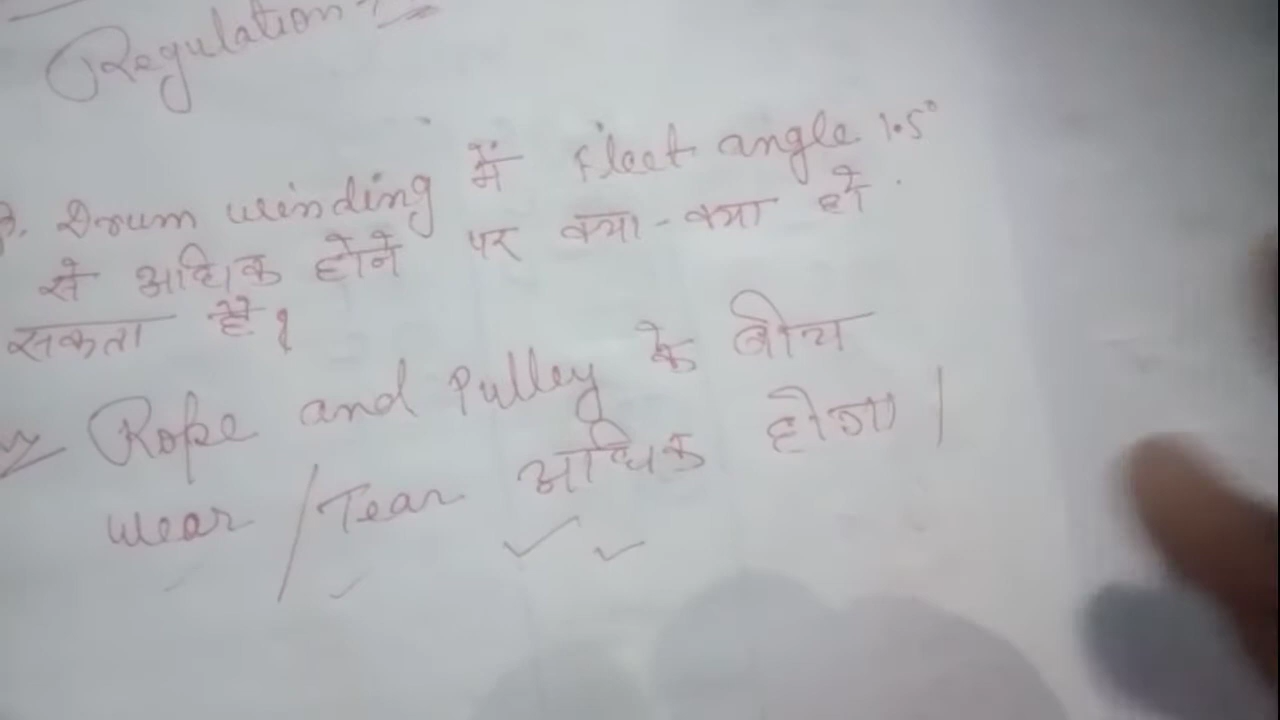 Regulation:-
Drum winding में fleet angle 1.5°
से अधिक होने पर क्या-क्या हो
सकता है?
Rope and Pulley के बीच
wear / Tear अधिक होगा।